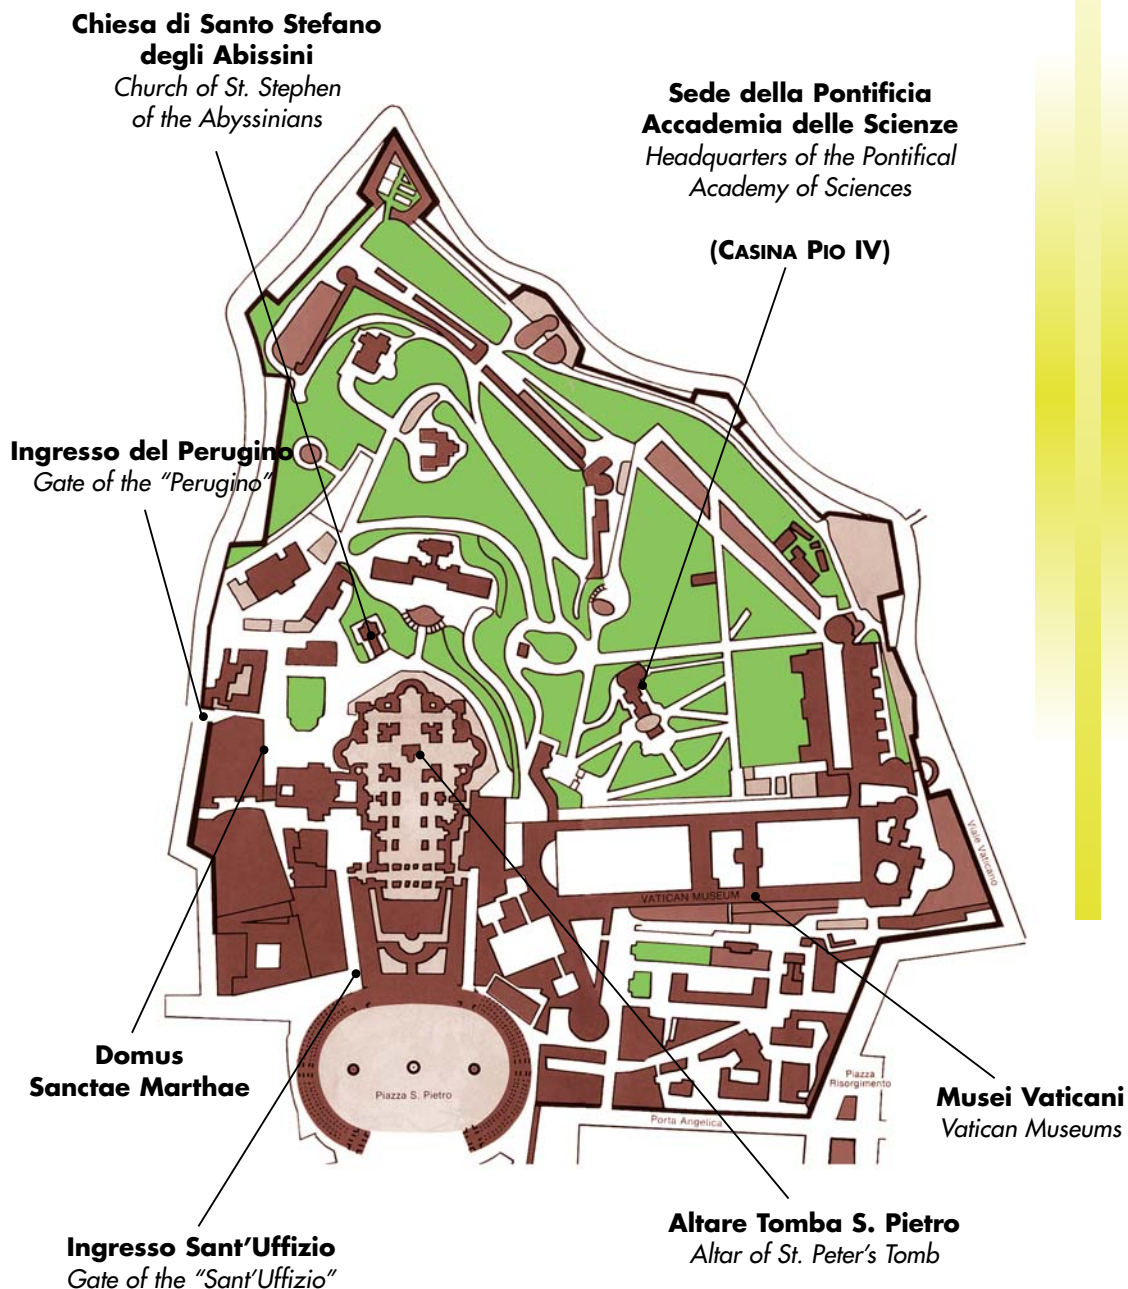 Chiesa di Santo Stefano
degli Abissini
Church of St. Stephen
of the Abyssinians
Sede della Pontificia
Accademia delle Scienze
Headquarters of the Pontifical
Academy of Sciences
(CASINA PIO IV)
Ingresso del Perugino
Gate of the “Perugino”
Viale Vaticano
VATICAN MUSEUM
Domus
Sanctae Marthae
Piazza S. Pietro
Piazza
Risorgimento
Porta Angelica
Musei Vaticani
Vatican Museums
Altare Tomba S. Pietro
Altar of St. Peter’s Tomb
Ingresso Sant’Uffizio
Gate of the “Sant’Uffizio”